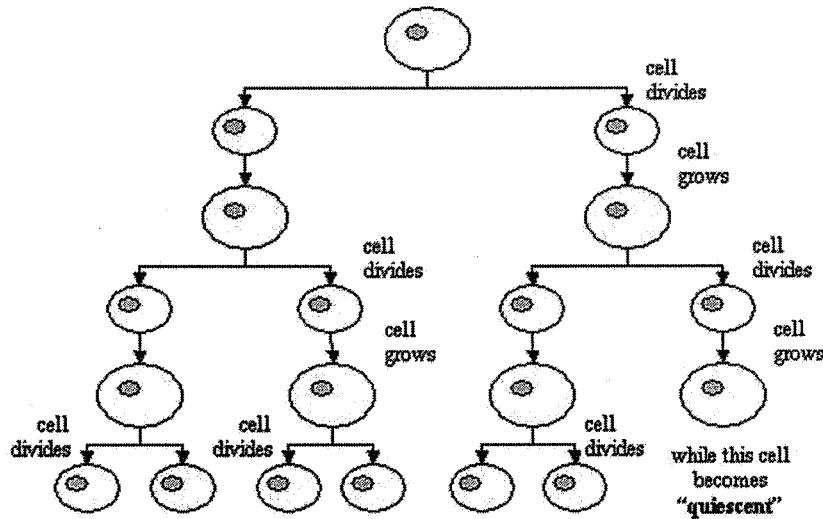 cell
divides
cell
grows
cell
divides
cell
divides
cell
grows
cell
grows
cell
divides
cell
divides
cell
divides
while this cell
becomes
“quiescent”